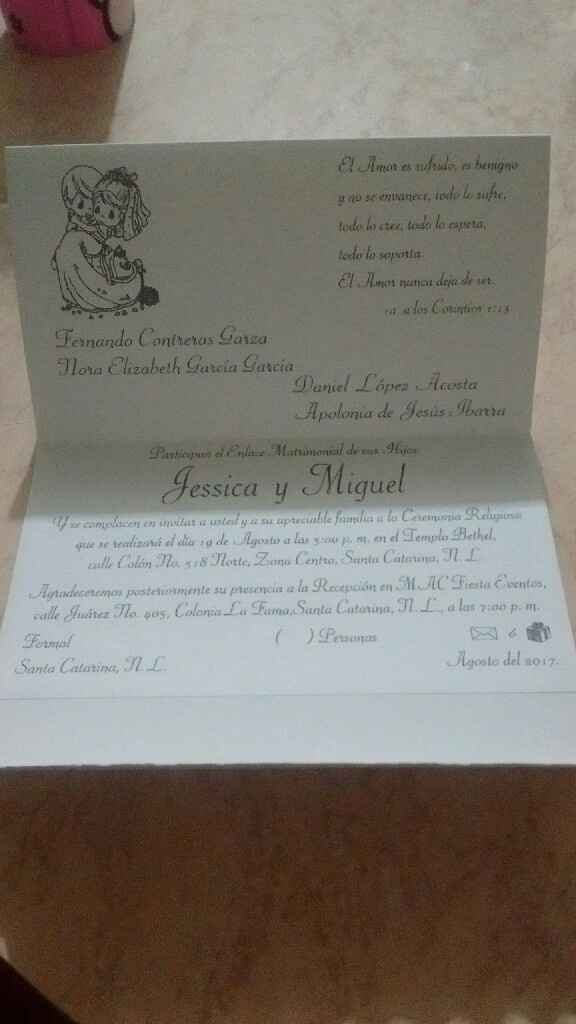 El Amor es sufrido, es benigno
y no se envanece, todo lo sufre,
todo lo cree, todo lo espera,
todo lo soporta.
El Amor nunca deja de ser.
1a. a los Corintios 1:13
Fernando Contreras Garza
Nora Elizabeth García García
Daniel López Acosta
Apolonia de Jesús Ibarra
Participan el Enlace Matrimonial de sus Hijos
Jessica y Miguel
Y se complacen en invitar a usted y a su apreciable familia a la Ceremonia Religiosa
que se realizará el día 19 de Agosto a las 5:00 p. m. en el Templo Bethel,
calle Colón No. 518 Norte, Zona Centro, Santa Catarina, N. L.
Agradeceremos posteriormente su presencia a la Recepción en M.A.C Fiesta Eventos,
calle Juárez No. 405, Colonia La Fama, Santa Catarina, N. L., a las 7:00 p. m.
Formal ( ) Personas ó
Santa Catarina, N. L. Agosto del 2017.